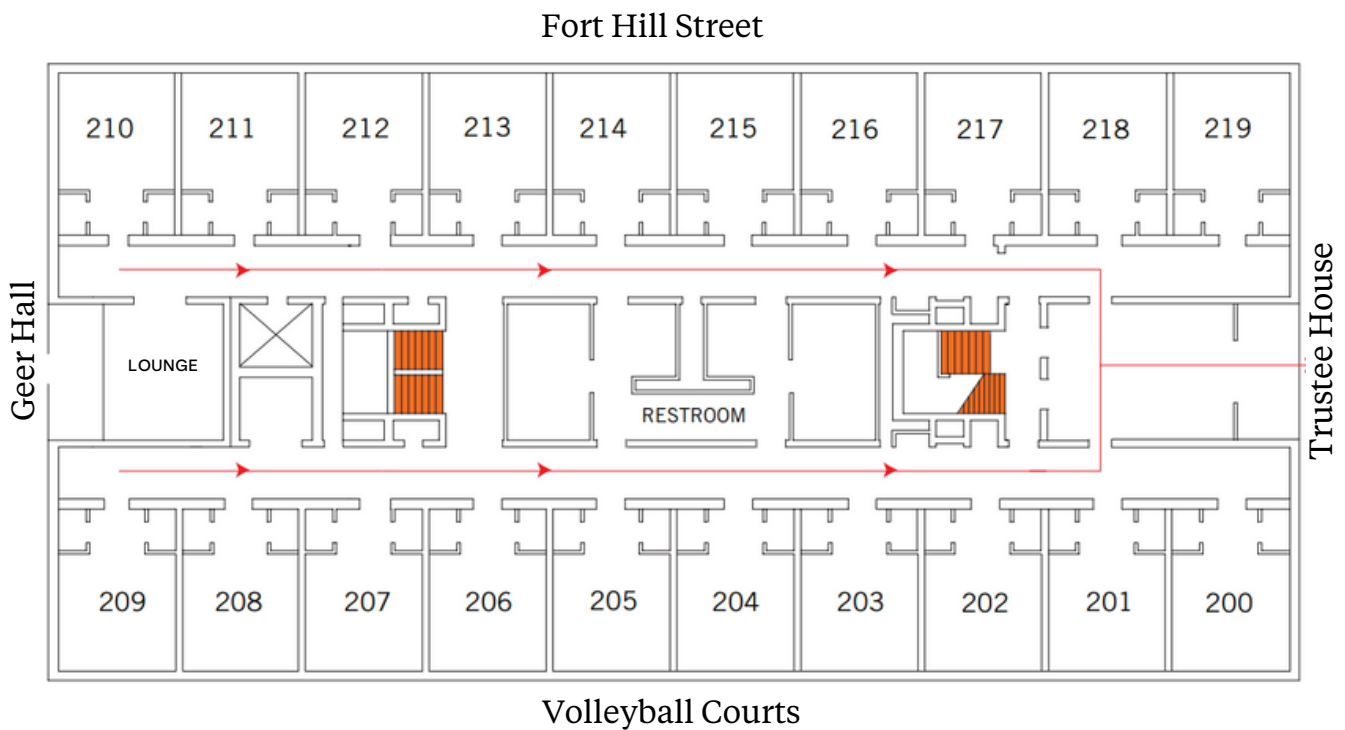 Fort Hill Street
210 211 212 213 214 215 216 217 218 219
Geer Hall
LOUNGE
RESTROOM
Trustee House
209 208 207 206 205 204 203 202 201 200
Volleyball Courts